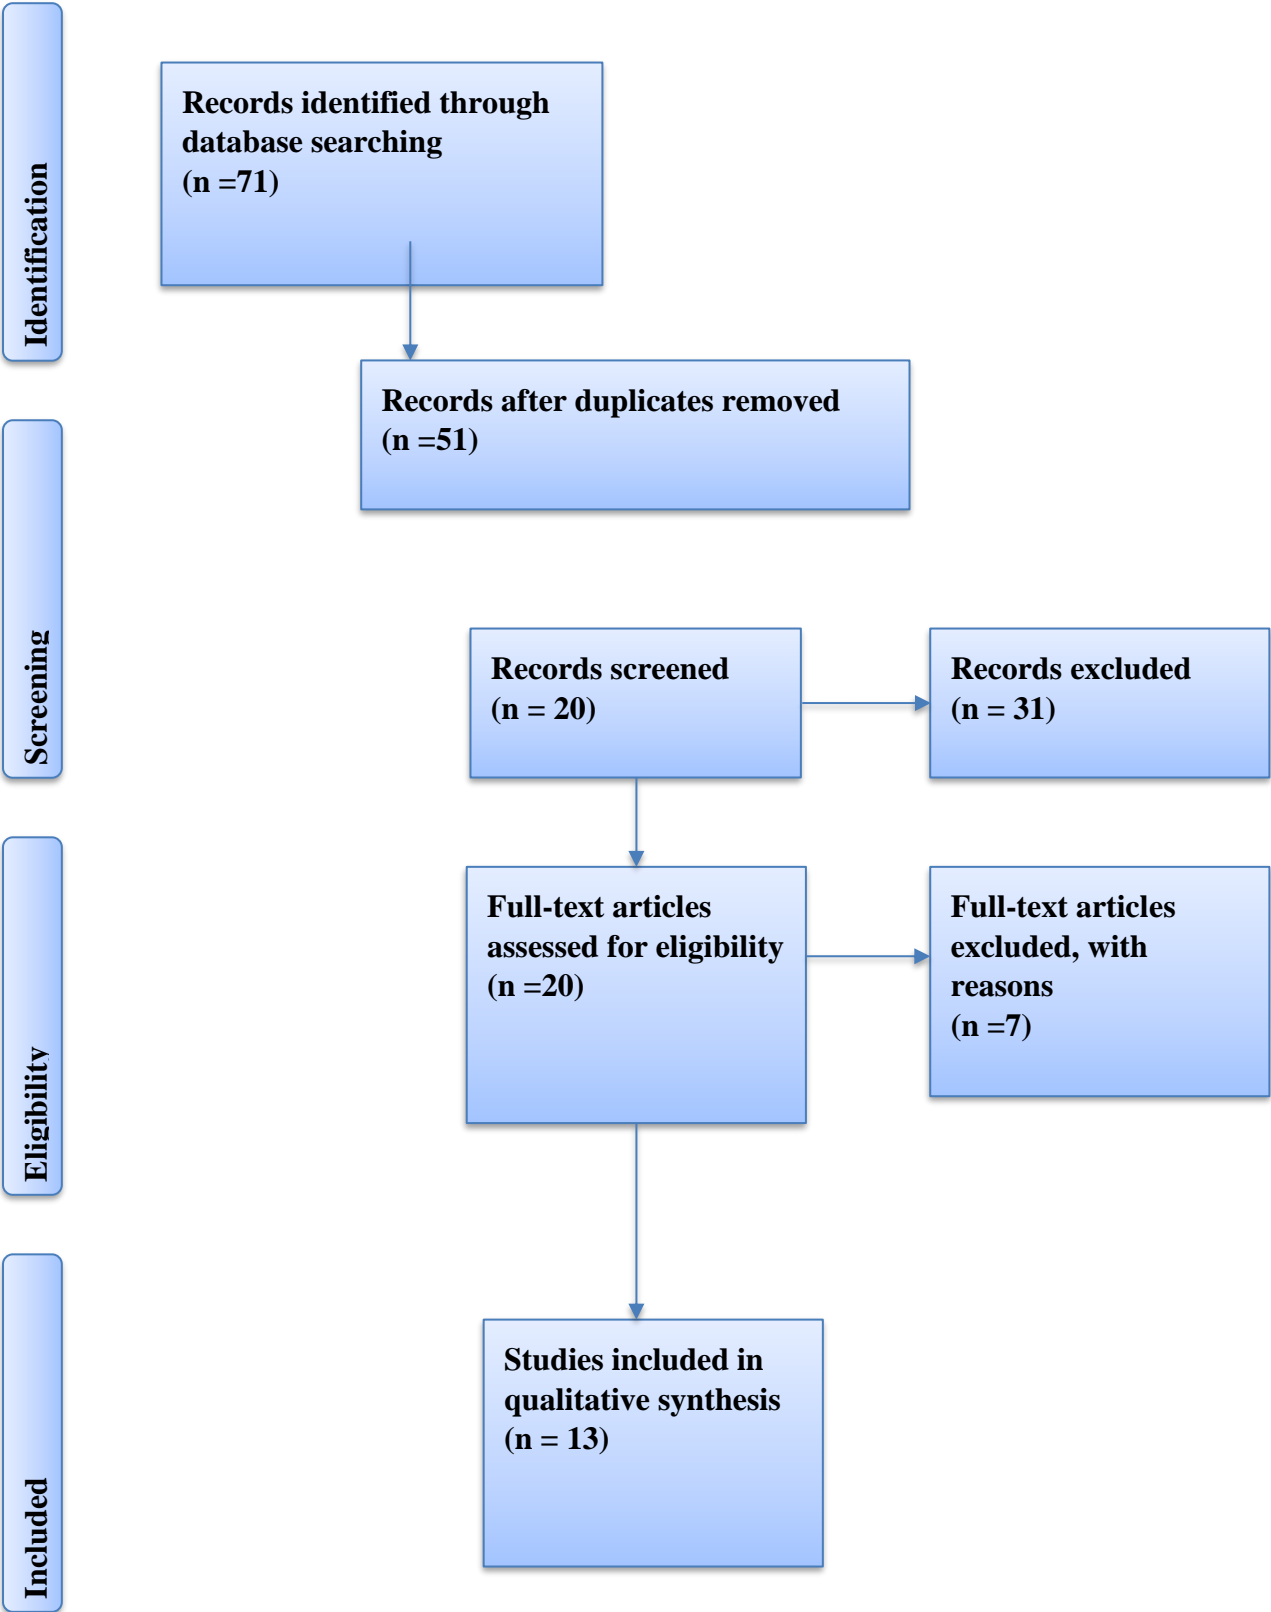 Identification
Records identified through
database searching
(n =71)
Records after duplicates removed
(n =51)
Screening
Records screened
(n = 20)
Records excluded
(n = 31)
Eligibility
Full-text articles
assessed for eligibility
(n =20)
Full-text articles
excluded, with
reasons
(n =7)
Included
Studies included in
qualitative synthesis
(n = 13)